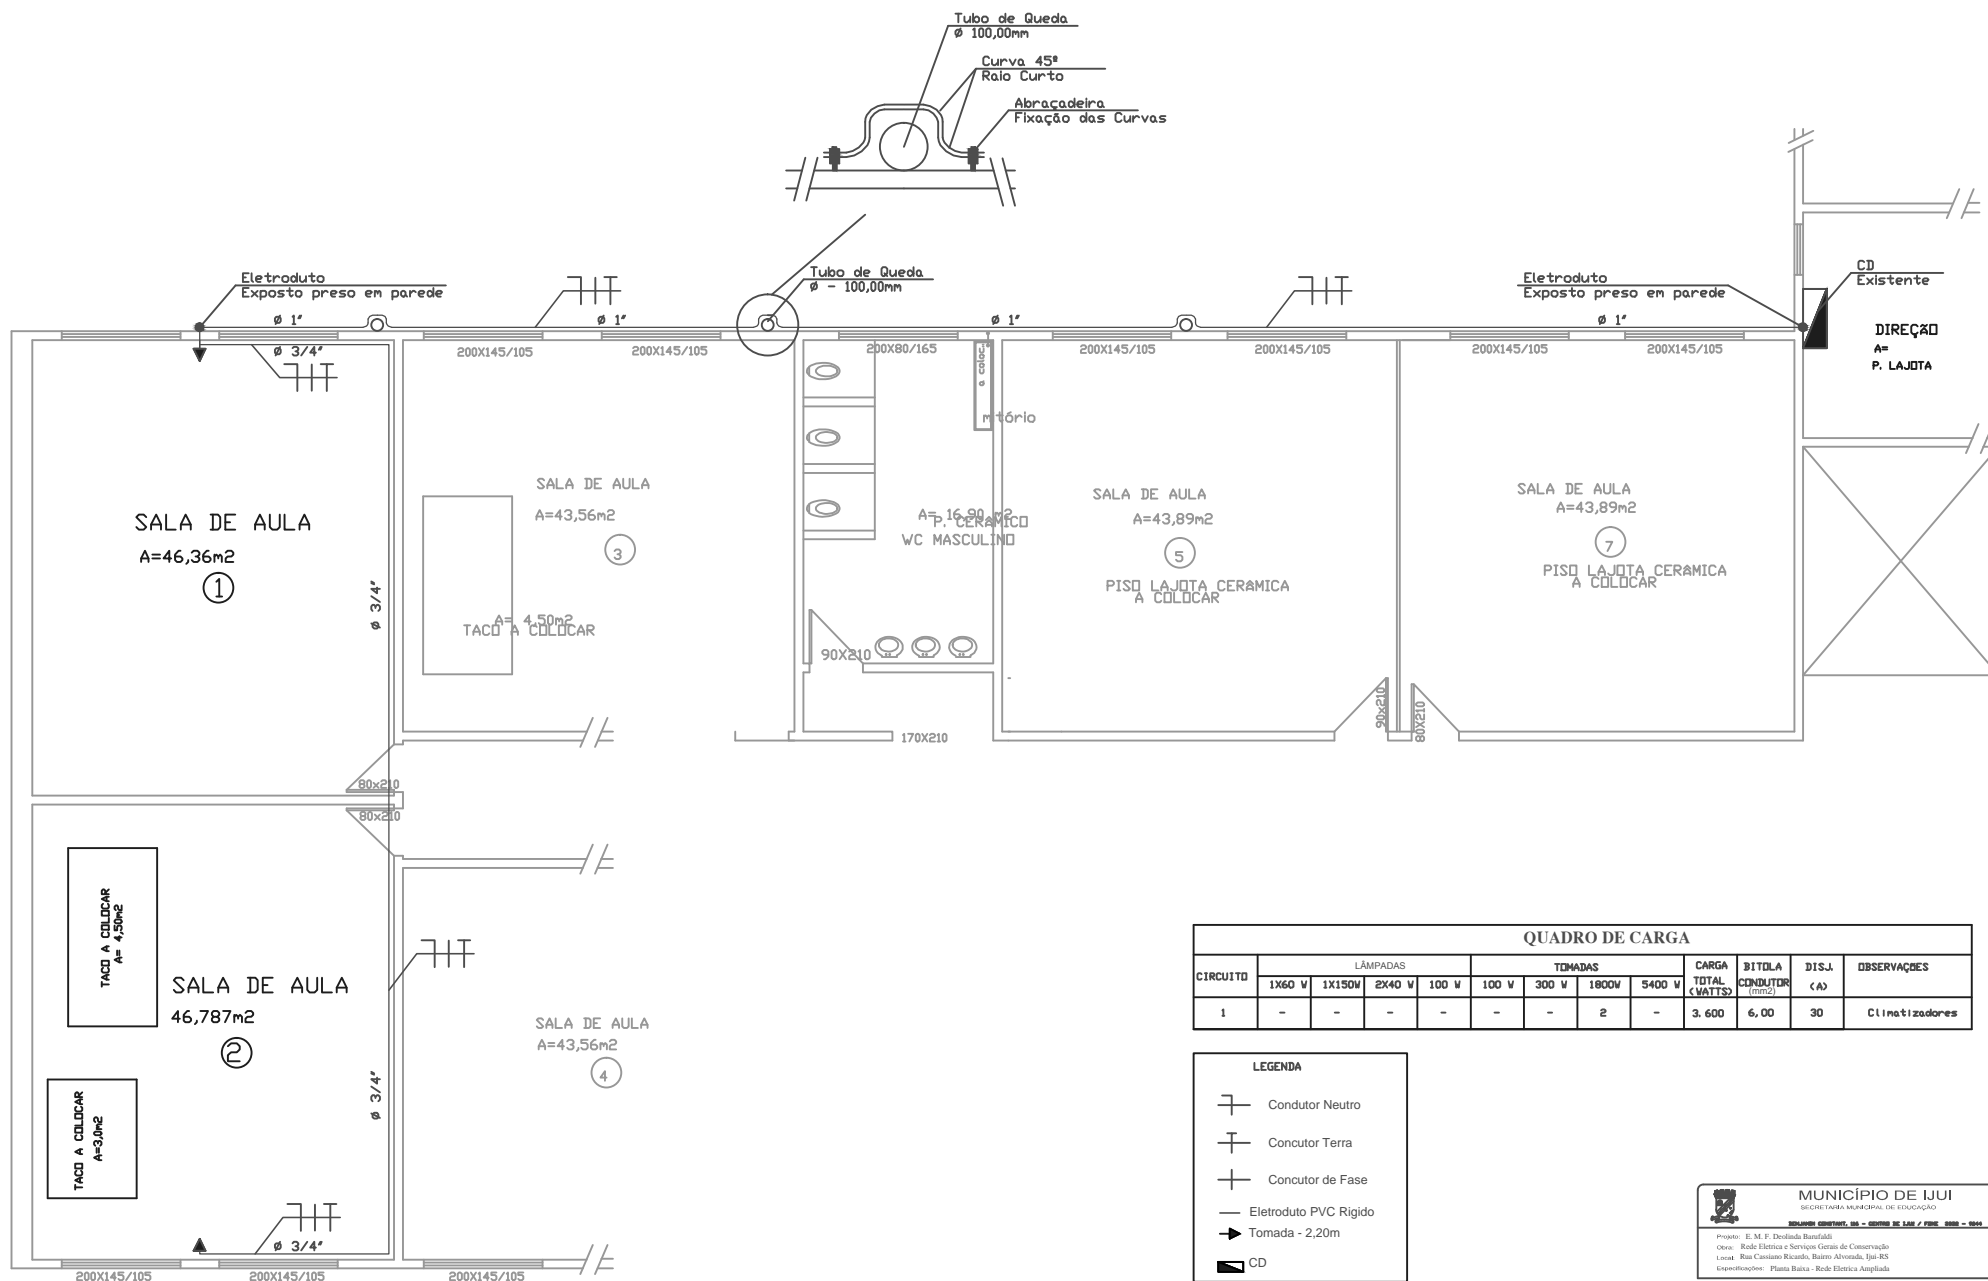 Tubo de Queda
ø 100,00mm
Curva 45º
Raio Curto
Abraçadeira
Fixação das Curvas
Eletroduto
Exposto preso em parede
Tubo de Queda
ø - 100,00mm
Eletroduto
Exposto preso em parede
CD
Existente
ø 1"
ø 1"
ø 1"
ø 1"
DIREÇÃO
A=
P. LAJOTA
ø 3/4"
200X145/105
200X145/105
200X80/165
200X145/105
200X145/105
200X145/105
200X145/105
a coloc.
mitório
SALA DE AULA
A=46,36m2
1
ø 3/4"
SALA DE AULA
A=43,56m2
3
A= 4,50m2
TACO A COLOCAR
A= 16,90 m2
P. CERAMICO
WC MASCULINO
90X210
170X210
SALA DE AULA
A=43,89m2
5
PISO LAJOTA CERÂMICA
A COLOCAR
90x210
SALA DE AULA
A=43,89m2
7
PISO LAJOTA CERÂMICA
A COLOCAR
80X210
80x210
80x210
TACO A COLOCAR
A= 4,50m2
SALA DE AULA
46,787m2
2
TACO A COLOCAR
A=3,0m2
ø 3/4"
ø 3/4"
SALA DE AULA
A=43,56m2
4
200X145/105
200X145/105
200X145/105
QUADRO DE CARGA
CIRCUITO LÂMPADAS TOMADAS CARGA TOTAL (WATTS) BITOLA CONDUTOR (mm2) DISJ. (A) OBSERVAÇÕES
1X60 W 1X150W 2X40 W 100 W 100 W 300 W 1800W 5400 W
1 - - - - - - 2 - 3.600 6,00 30 Climatizadores
LEGENDA
Condutor Neutro
Concutor Terra
Concutor de Fase
Eletroduto PVC Rigido
Tomada - 2,20m
CD
MUNICÍPIO DE IJUI
SECRETARIA MUNICIPAL DE EDUCAÇÃO
Projeto: E. M. F. Deolinda Barufaldi
Obra: Rede Eletrica e Serviços Gerais de Conservação
Local: Rua Cassiano Ricardo, Bairro Alvorada, Ijuí-RS
Especificações: Planta Baixa - Rede Eletrica Ampliada